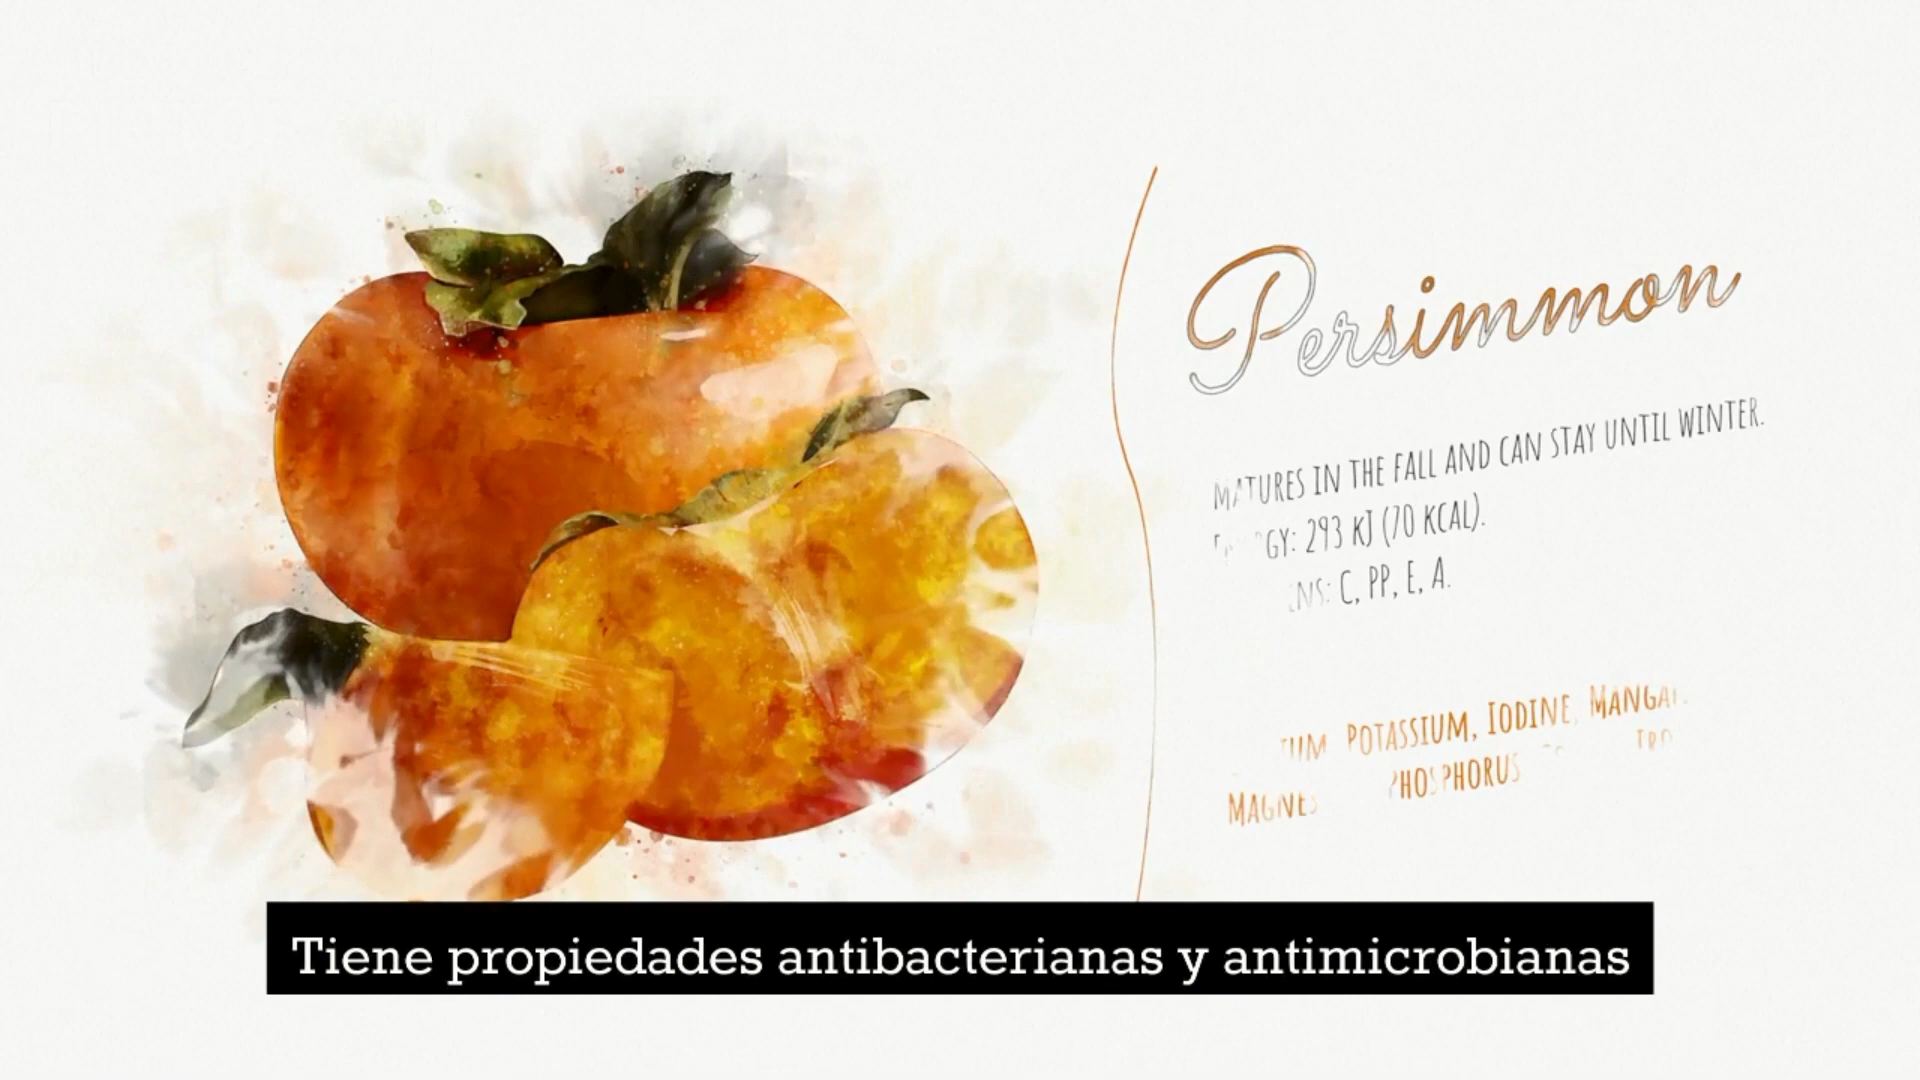 Persimmon
MATURES IN THE FALL AND CAN STAY UNTIL WINTER.
293 KJ (70 KCAL).
C, PP, E, A.
POTASSIUM, IODINE,
PHOSPHORUS
Tiene propiedades antibacterianas y antimicrobianas